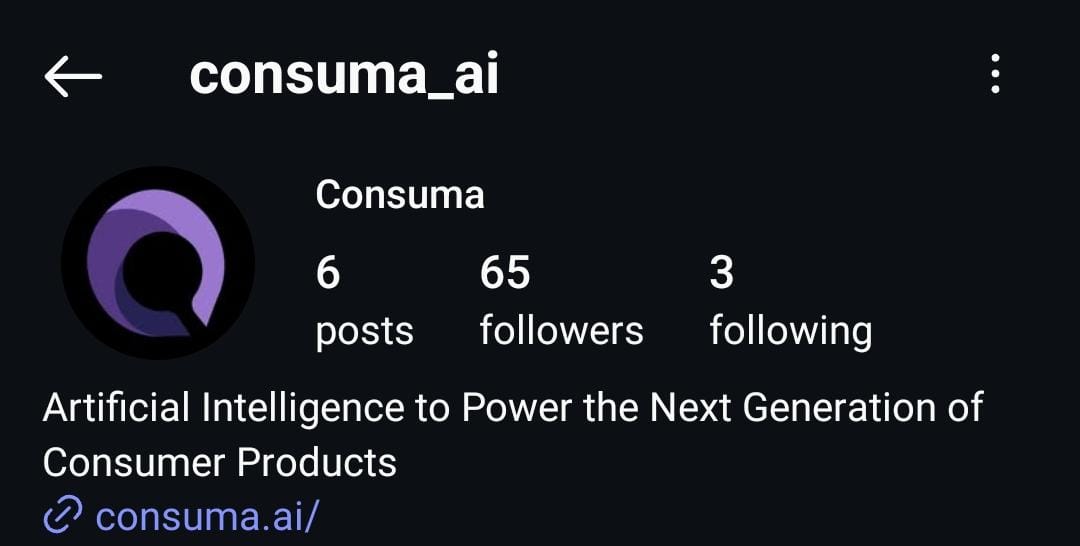 consuma_ai
Consuma
6 65 3
posts followers following
Artificial Intelligence to Power the Next Generation of
Consumer Products
consuma.ai/